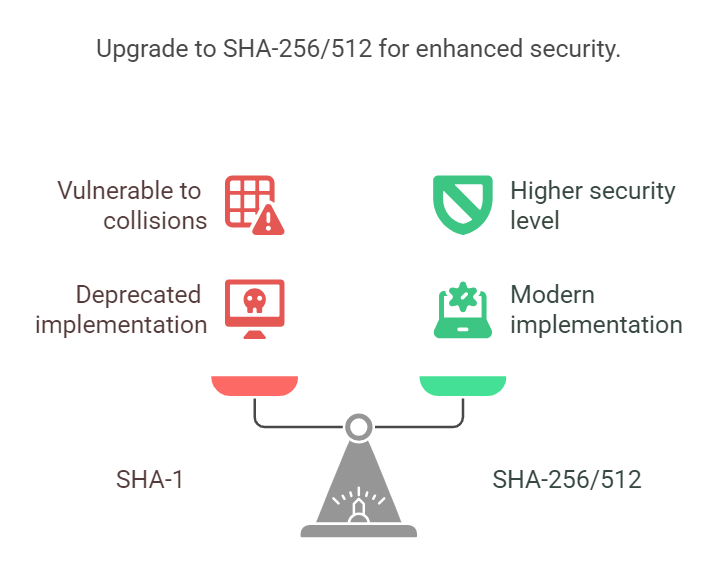 Upgrade to SHA-256/512 for enhanced security.
Vulnerable to
collisions
Higher security
level
Deprecated
implementation
Modern
implementation
SHA-1
SHA-256/512